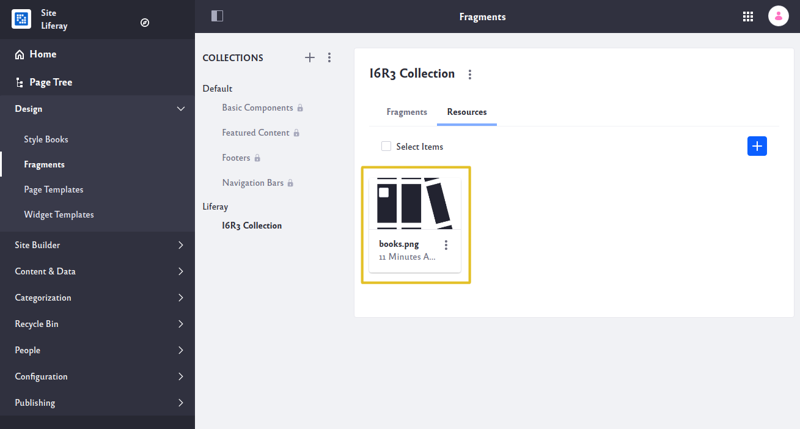 Site
Liferay
Home
Page Tree
Design
Style Books
Fragments
Page Templates
Widget Templates
Site Builder
Content & Data
Categorization
Recycle Bin
People
Configuration
Publishing
Fragments
COLLECTIONS
Default
Basic Components
Featured Content
Footers
Navigation Bars
Liferay
I6R3 Collection
I6R3 Collection
Fragments Resources
Select Items
books.png
11 Minutes A...